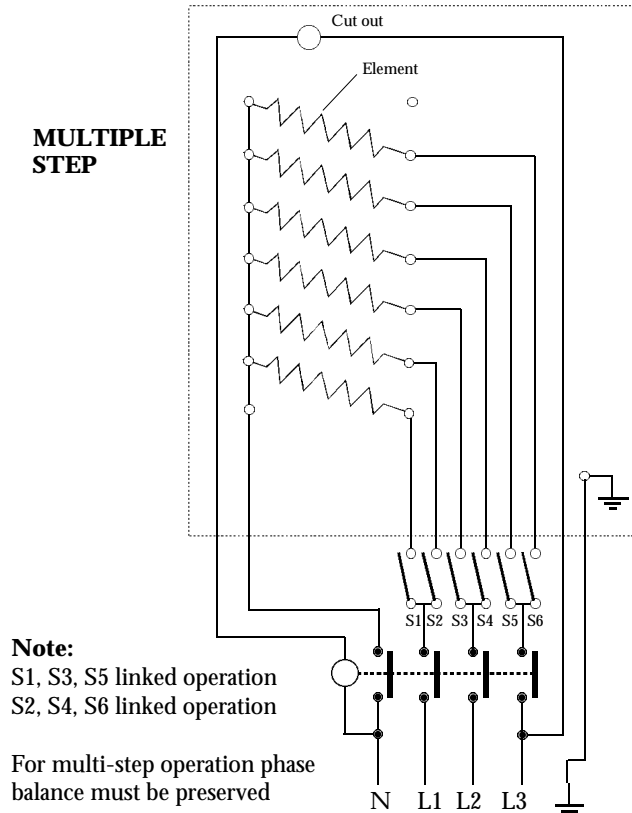 Cut out
Element
MULTIPLE
STEP
S1 S2 S3 S4 S5 S6
Note:
S1, S3, S5 linked operation
S2, S4, S6 linked operation
For multi-step operation phase
balance must be preserved
N L1 L2 L3